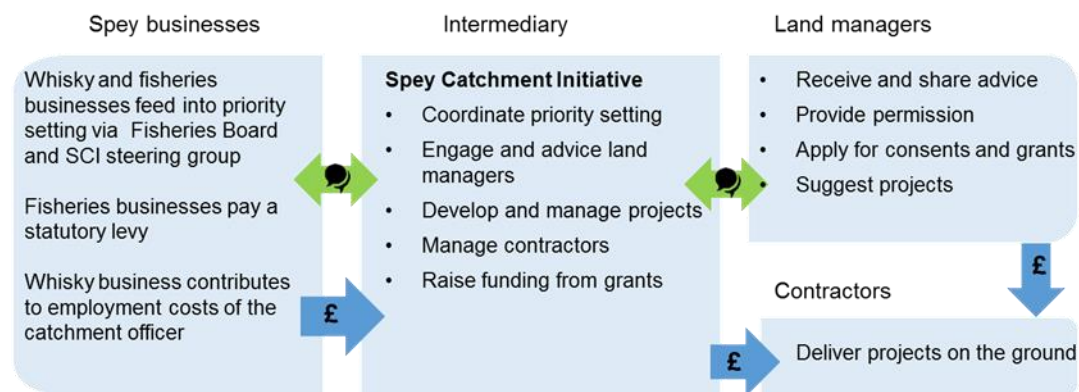 Spey businesses
Whisky and fisheries
businesses feed into priority
setting via Fisheries Board
and SCI steering group
Fisheries businesses pay a
statutory levy
Whisky business contributes
to employment costs of the
catchment officer
£
Intermediary
Spey Catchment Initiative
• Coordinate priority setting
• Engage and advice land
managers
• Develop and manage projects
• Manage contractors
• Raise funding from grants
£
Land managers
• Receive and share advice
• Provide permission
• Apply for consents and grants
• Suggest projects
£
Contractors
Deliver projects on the ground